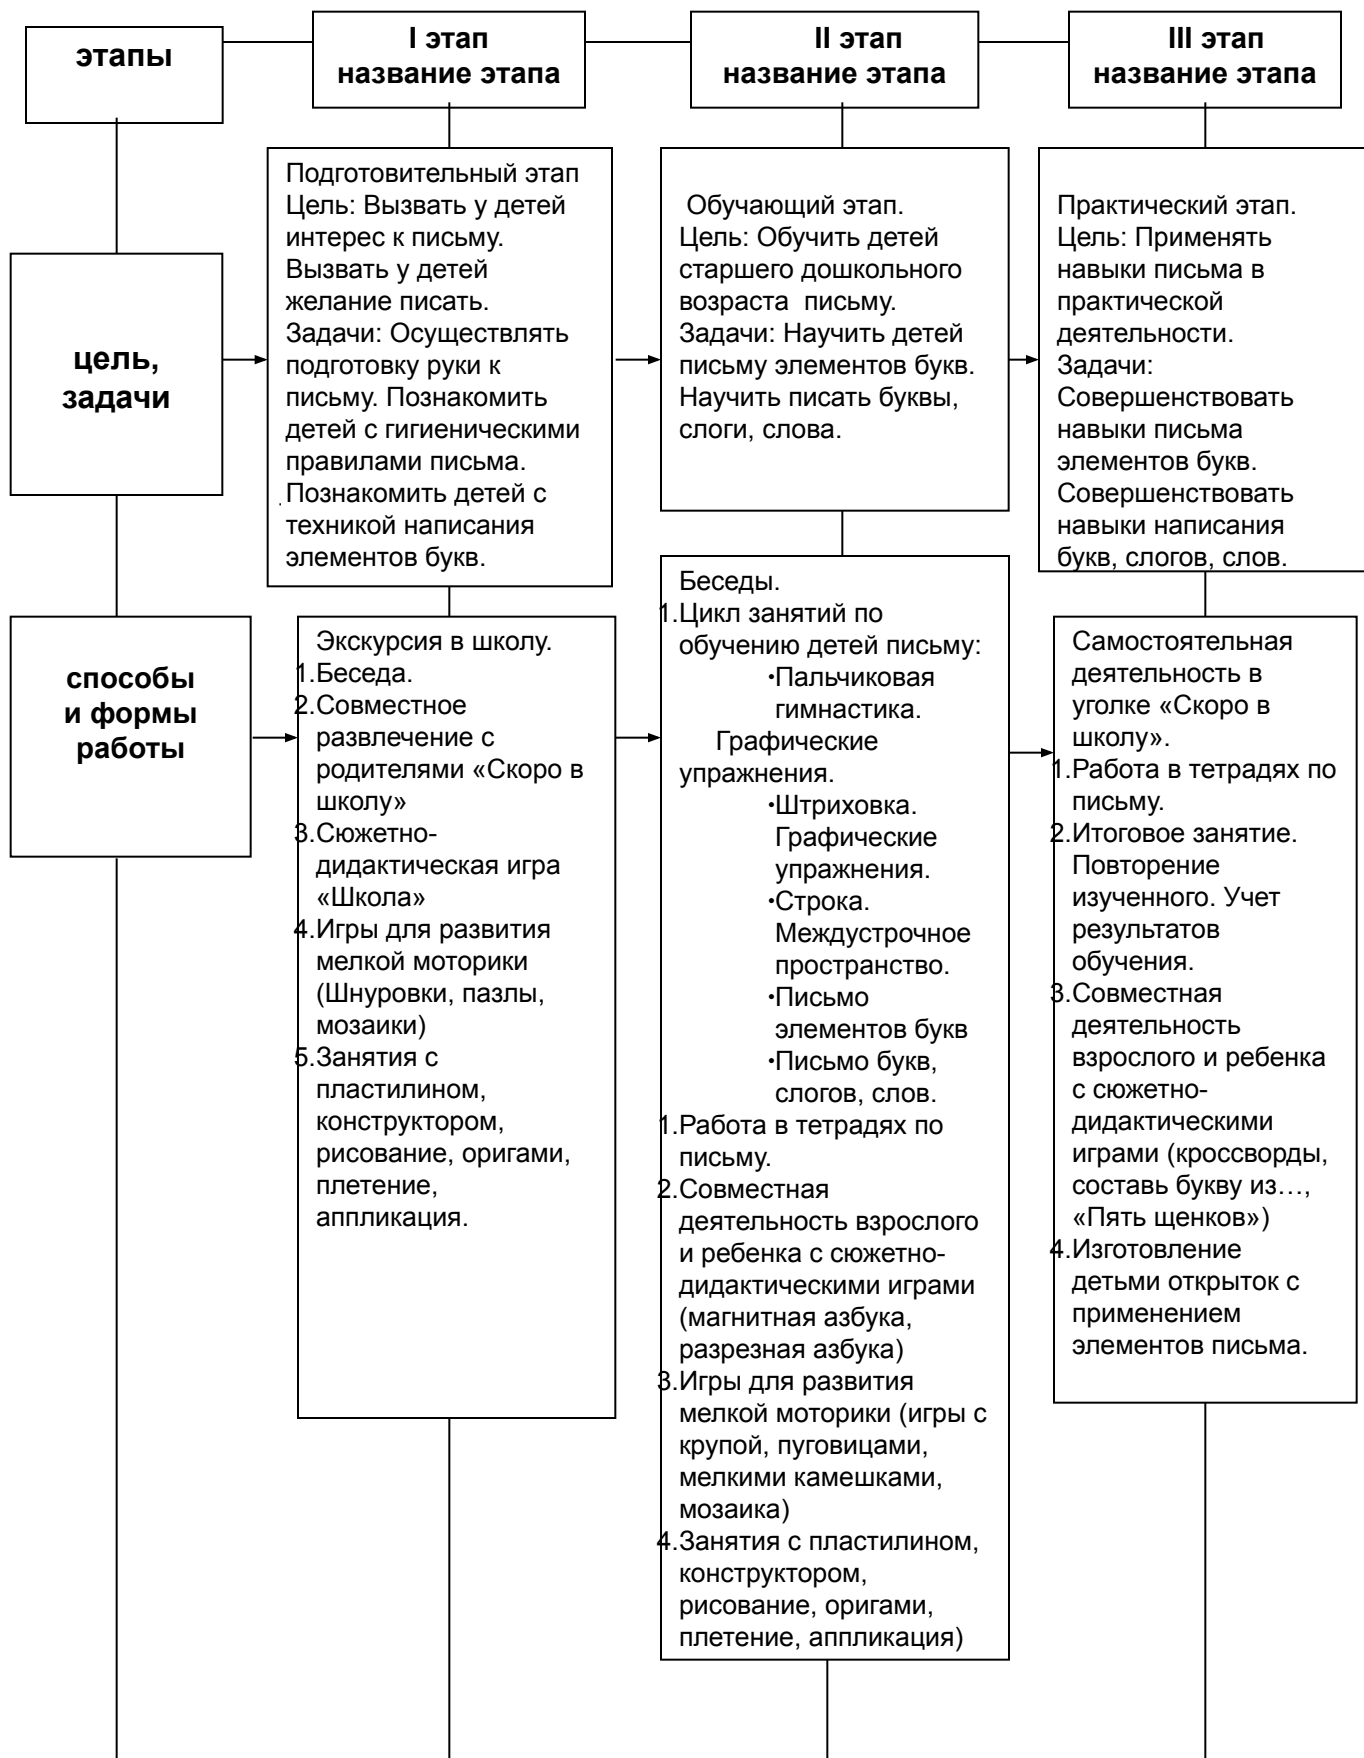 этапы
I этап
название этапа
II этап
название этапа
III этап
название этапа
цель,
задачи
Подготовительный этап
Цель: Вызвать у детей
интерес к письму.
Вызвать у детей
желание писать.
Задачи: Осуществлять
подготовку руки к
письму. Познакомить
детей с гигиеническими
правилами письма.
Познакомить детей с
техникой написания
элементов букв.
Обучающий этап.
Цель: Обучить детей
старшего дошкольного
возраста письму.
Задачи: Научить детей
письму элементов букв.
Научить писать буквы,
слоги, слова.
Практический этап.
Цель: Применять
навыки письма в
практической
деятельности.
Задачи:
Совершенствовать
навыки письма
элементов букв.
Совершенствовать
навыки написания
букв, слогов, слов.
способы
и формы
работы
Экскурсия в школу.
1.Беседа.
2.Совместное
развлечение с
родителями «Скоро в
школу»
3.Сюжетно-
дидактическая игра
«Школа»
4.Игры для развития
мелкой моторики
(Шнуровки, пазлы,
мозаики)
5.Занятия с
пластилином,
конструктором,
рисование, оригами,
плетение,
аппликация.
Беседы.
1.Цикл занятий по
обучению детей письму:
•Пальчиковая
гимнастика.
Графические
упражнения.
•Штриховка.
Графические
упражнения.
•Строка.
Междустрочное
пространство.
•Письмо
элементов букв
•Письмо букв,
слогов, слов.
1.Работа в тетрадях по
письму.
2.Совместная
деятельность взрослого
и ребенка с сюжетно-
дидактическими играми
(магнитная азбука,
разрезная азбука)
3.Игры для развития
мелкой моторики (игры с
крупой, пуговицами,
мелкими камешками,
мозаика)
4.Занятия с пластилином,
конструктором,
рисование, оригами,
плетение, аппликация)
Самостоятельная
деятельность в
уголке «Скоро в
школу».
1.Работа в тетрадях по
письму.
2.Итоговое занятие.
Повторение
изученного. Учет
результатов
обучения.
3.Совместная
деятельность
взрослого и ребенка
с сюжетно-
дидактическими
играми (кроссворды,
составь букву из…,
«Пять щенков»)
4.Изготовление
детьми открыток с
применением
элементов письма.